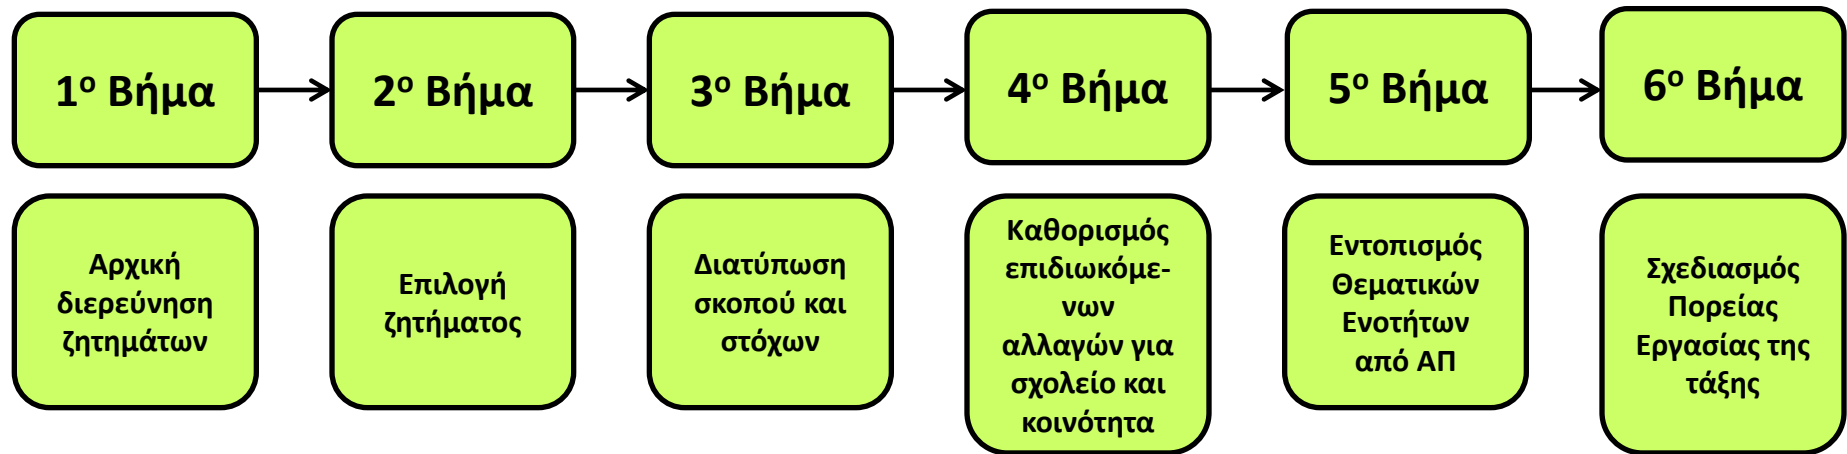 1ο Βήμα
2ο Βήμα
3ο Βήμα
4ο Βήμα
5ο Βήμα
6ο Βήμα
Αρχική
διερεύνηση
ζητημάτων
Επιλογή
ζητήματος
Διατύπωση
σκοπού και
στόχων
Καθορισμός
επιδιωκόμε-
νων
αλλαγών για
σχολείο και
κοινότητα
Εντοπισμός
Θεματικών
Ενοτήτων
από ΑΠ
Σχεδιασμός
Πορείας
Εργασίας της
τάξης